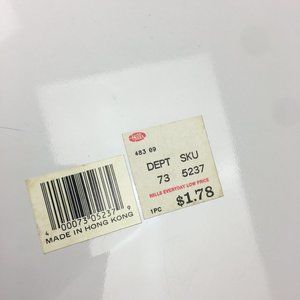 Hills
483 09
DEPT SKU
73 5237
HILLS EVERYDAY LOW PRICE
1PC $1.78
4 00073 05237 9
MADE IN HONG KONG